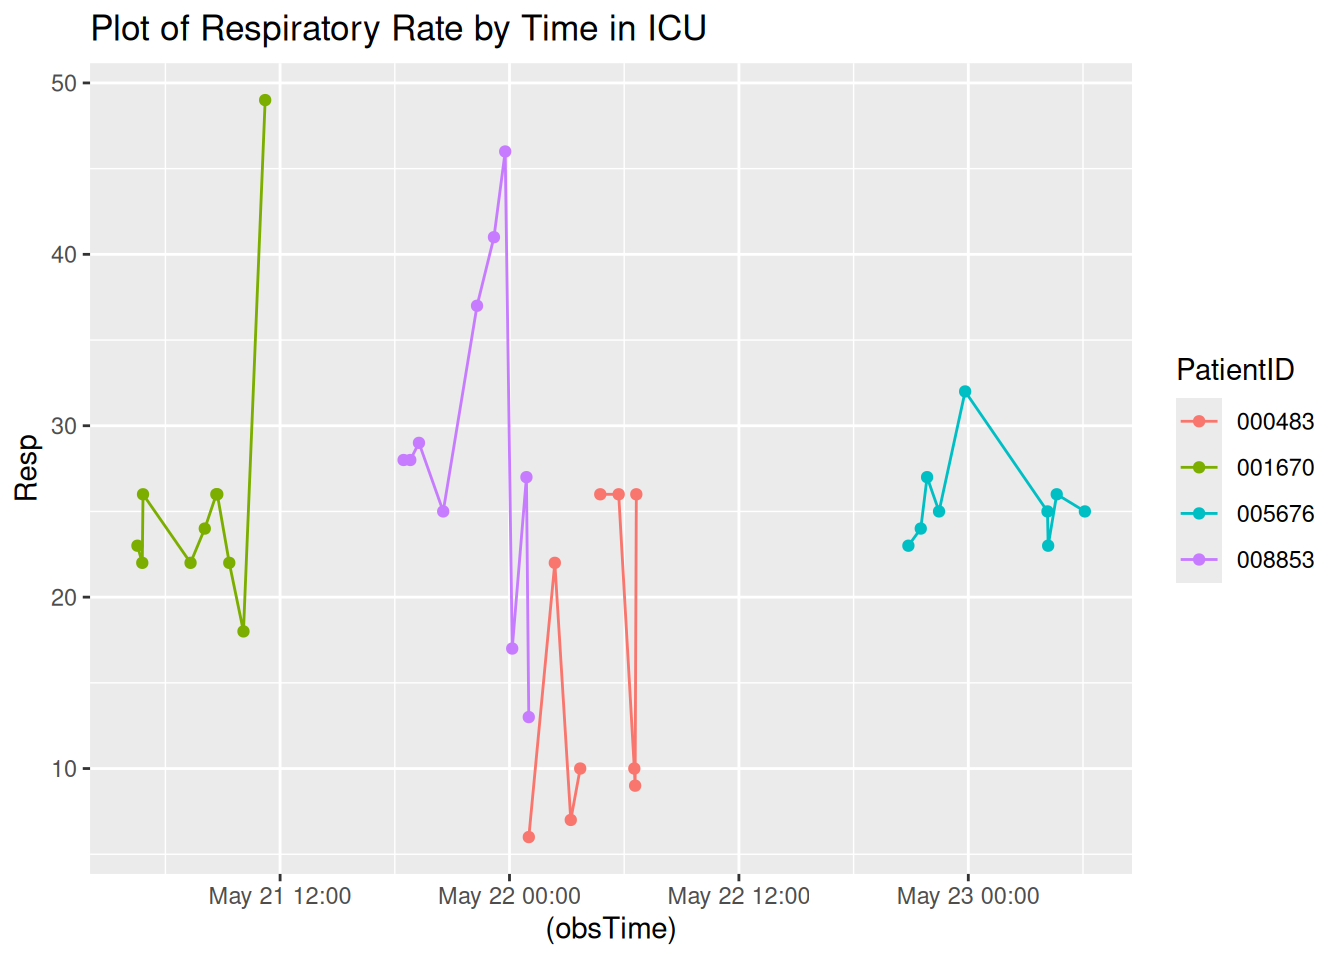 Plot of Respiratory Rate by Time in ICU
50
40
30
20
10
Resp
May 21 12:00
May 22 00:00
May 22 12:00
May 23 00:00
(obsTime)
PatientID
000483
001670
005676
008853